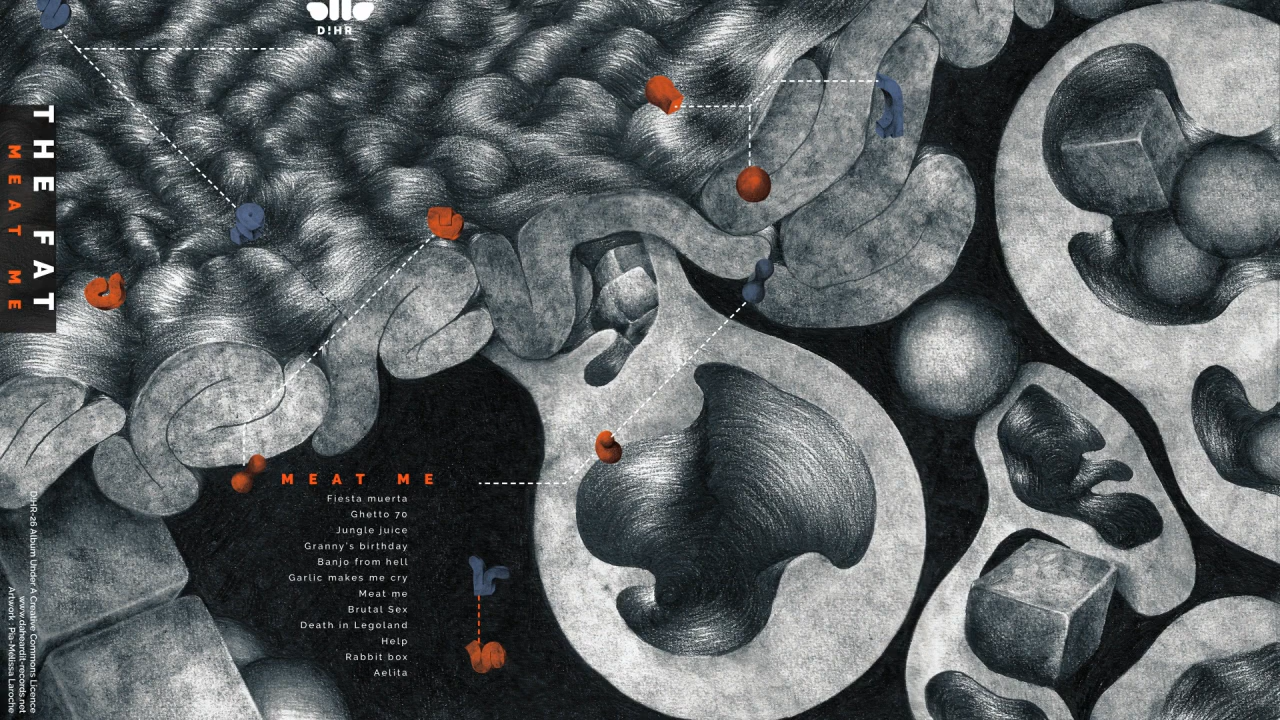 D!HR
THE FAT
MEAT ME
MEAT ME
Fiesta muerta
Ghetto 70
Jungle juice
Granny's birthday
Banjo from hell
Garlic makes me cry
Meat me
Brutal Sex
Death in Legoland
Help
Rabbit box
Aelita
DHR-26 Album Under A Creative Commons Licence
www.daheardit-records.net
Artwork : Pia-Melissa Laroche